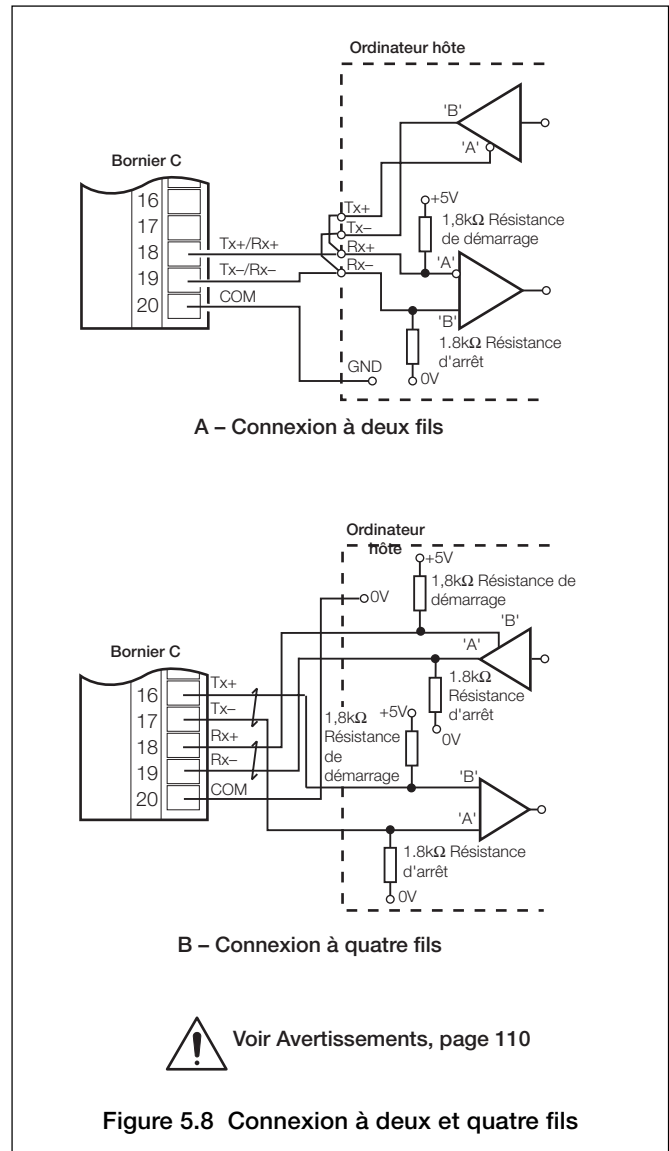 Ordinateur hôte
'B'
'A'
Bornier C
+5V
16
Tx+
1,8kΩ Résistance
de démarrage
17
Tx–
18
Tx+/Rx+
Rx+
'A'
19
Tx–/Rx–
Rx–
20
COM
'B'
1.8kΩ Résistance
d'arrêt
GND
0V
A – Connexion à deux fils
Ordinateur
hôte
+5V
1,8kΩ Résistance de
démarrage
0V
'B'
'A'
Bornier C
1.8kΩ
Résistance
d'arrêt
16
Tx+
17
Tx–
1,8kΩ
Résistance
de
démarrage
+5V
0V
18
Rx+
19
Rx–
20
COM
'B'
'A'
1.8kΩ Résistance
d'arrêt
0V
B – Connexion à quatre fils
Voir Avertissements, page 110
Figure 5.8 Connexion à deux et quatre fils